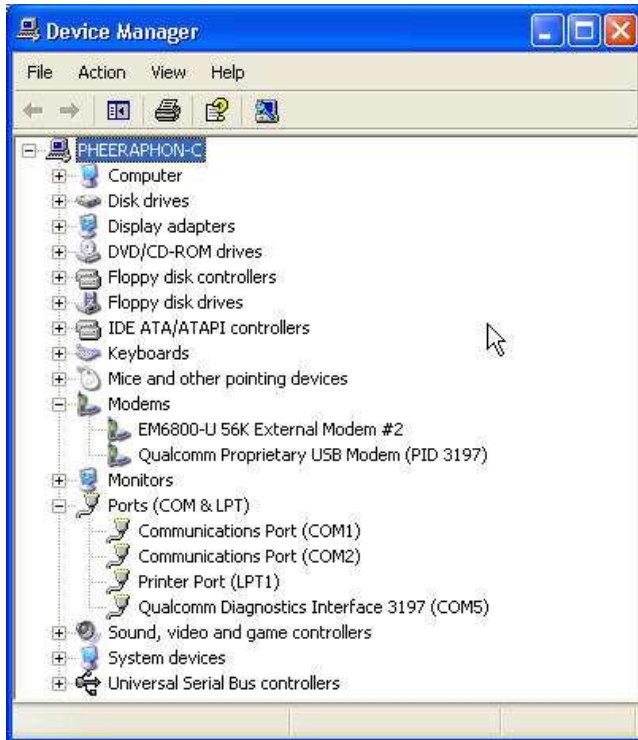 Device Manager
File Action View Help
PHEERAPHON-C
Computer
Disk drives
Display adapters
DVD/CD-ROM drives
Floppy disk controllers
Floppy disk drives
IDE ATA/ATAPI controllers
Keyboards
Mice and other pointing devices
Modems
EM6800-U 56K External Modem #2
Qualcomm Proprietary USB Modem (PID 3197)
Monitors
Ports (COM & LPT)
Communications Port (COM1)
Communications Port (COM2)
Printer Port (LPT1)
Qualcomm Diagnostics Interface 3197 (COM5)
Sound, video and game controllers
System devices
Universal Serial Bus controllers